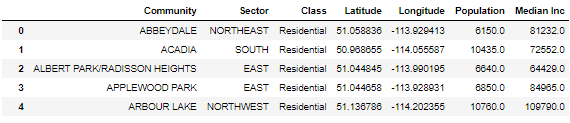 Community Sector Class Latitude Longitude Population Median Inc
0 ABBEYDALE NORTHEAST Residential 51.058836 -113.929413 6150.0 81232.0
1 ACADIA SOUTH Residential 50.968655 -114.055587 10435.0 72552.0
2 ALBERT PARK/RADISSON HEIGHTS EAST Residential 51.044845 -113.990195 6640.0 64429.0
3 APPLEWOOD PARK EAST Residential 51.044658 -113.928931 6850.0 84965.0
4 ARBOUR LAKE NORTHWEST Residential 51.136786 -114.202355 10760.0 109790.0